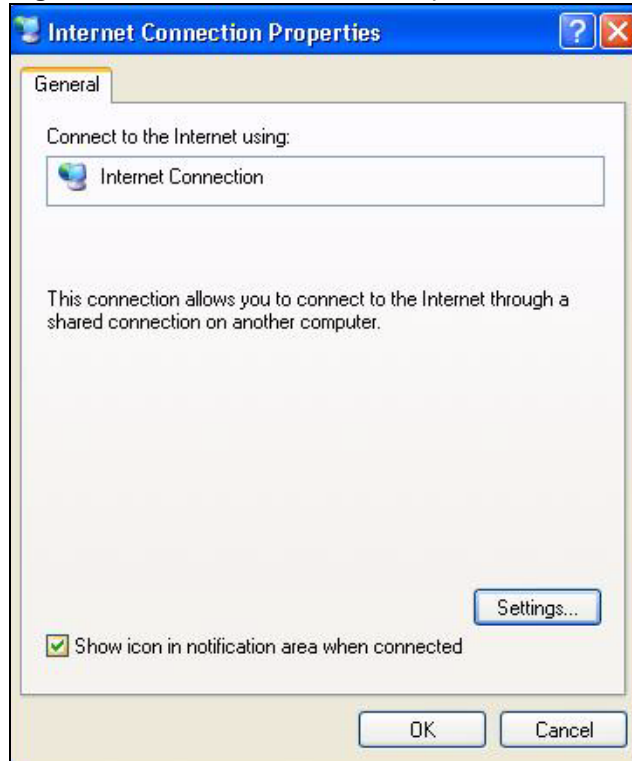 Internet Connection Properties
General
Connect to the Internet using:
Internet Connection
This connection allows you to connect to the Internet through a
shared connection on another computer.
Settings...
Show icon in notification area when connected
OK
Cancel